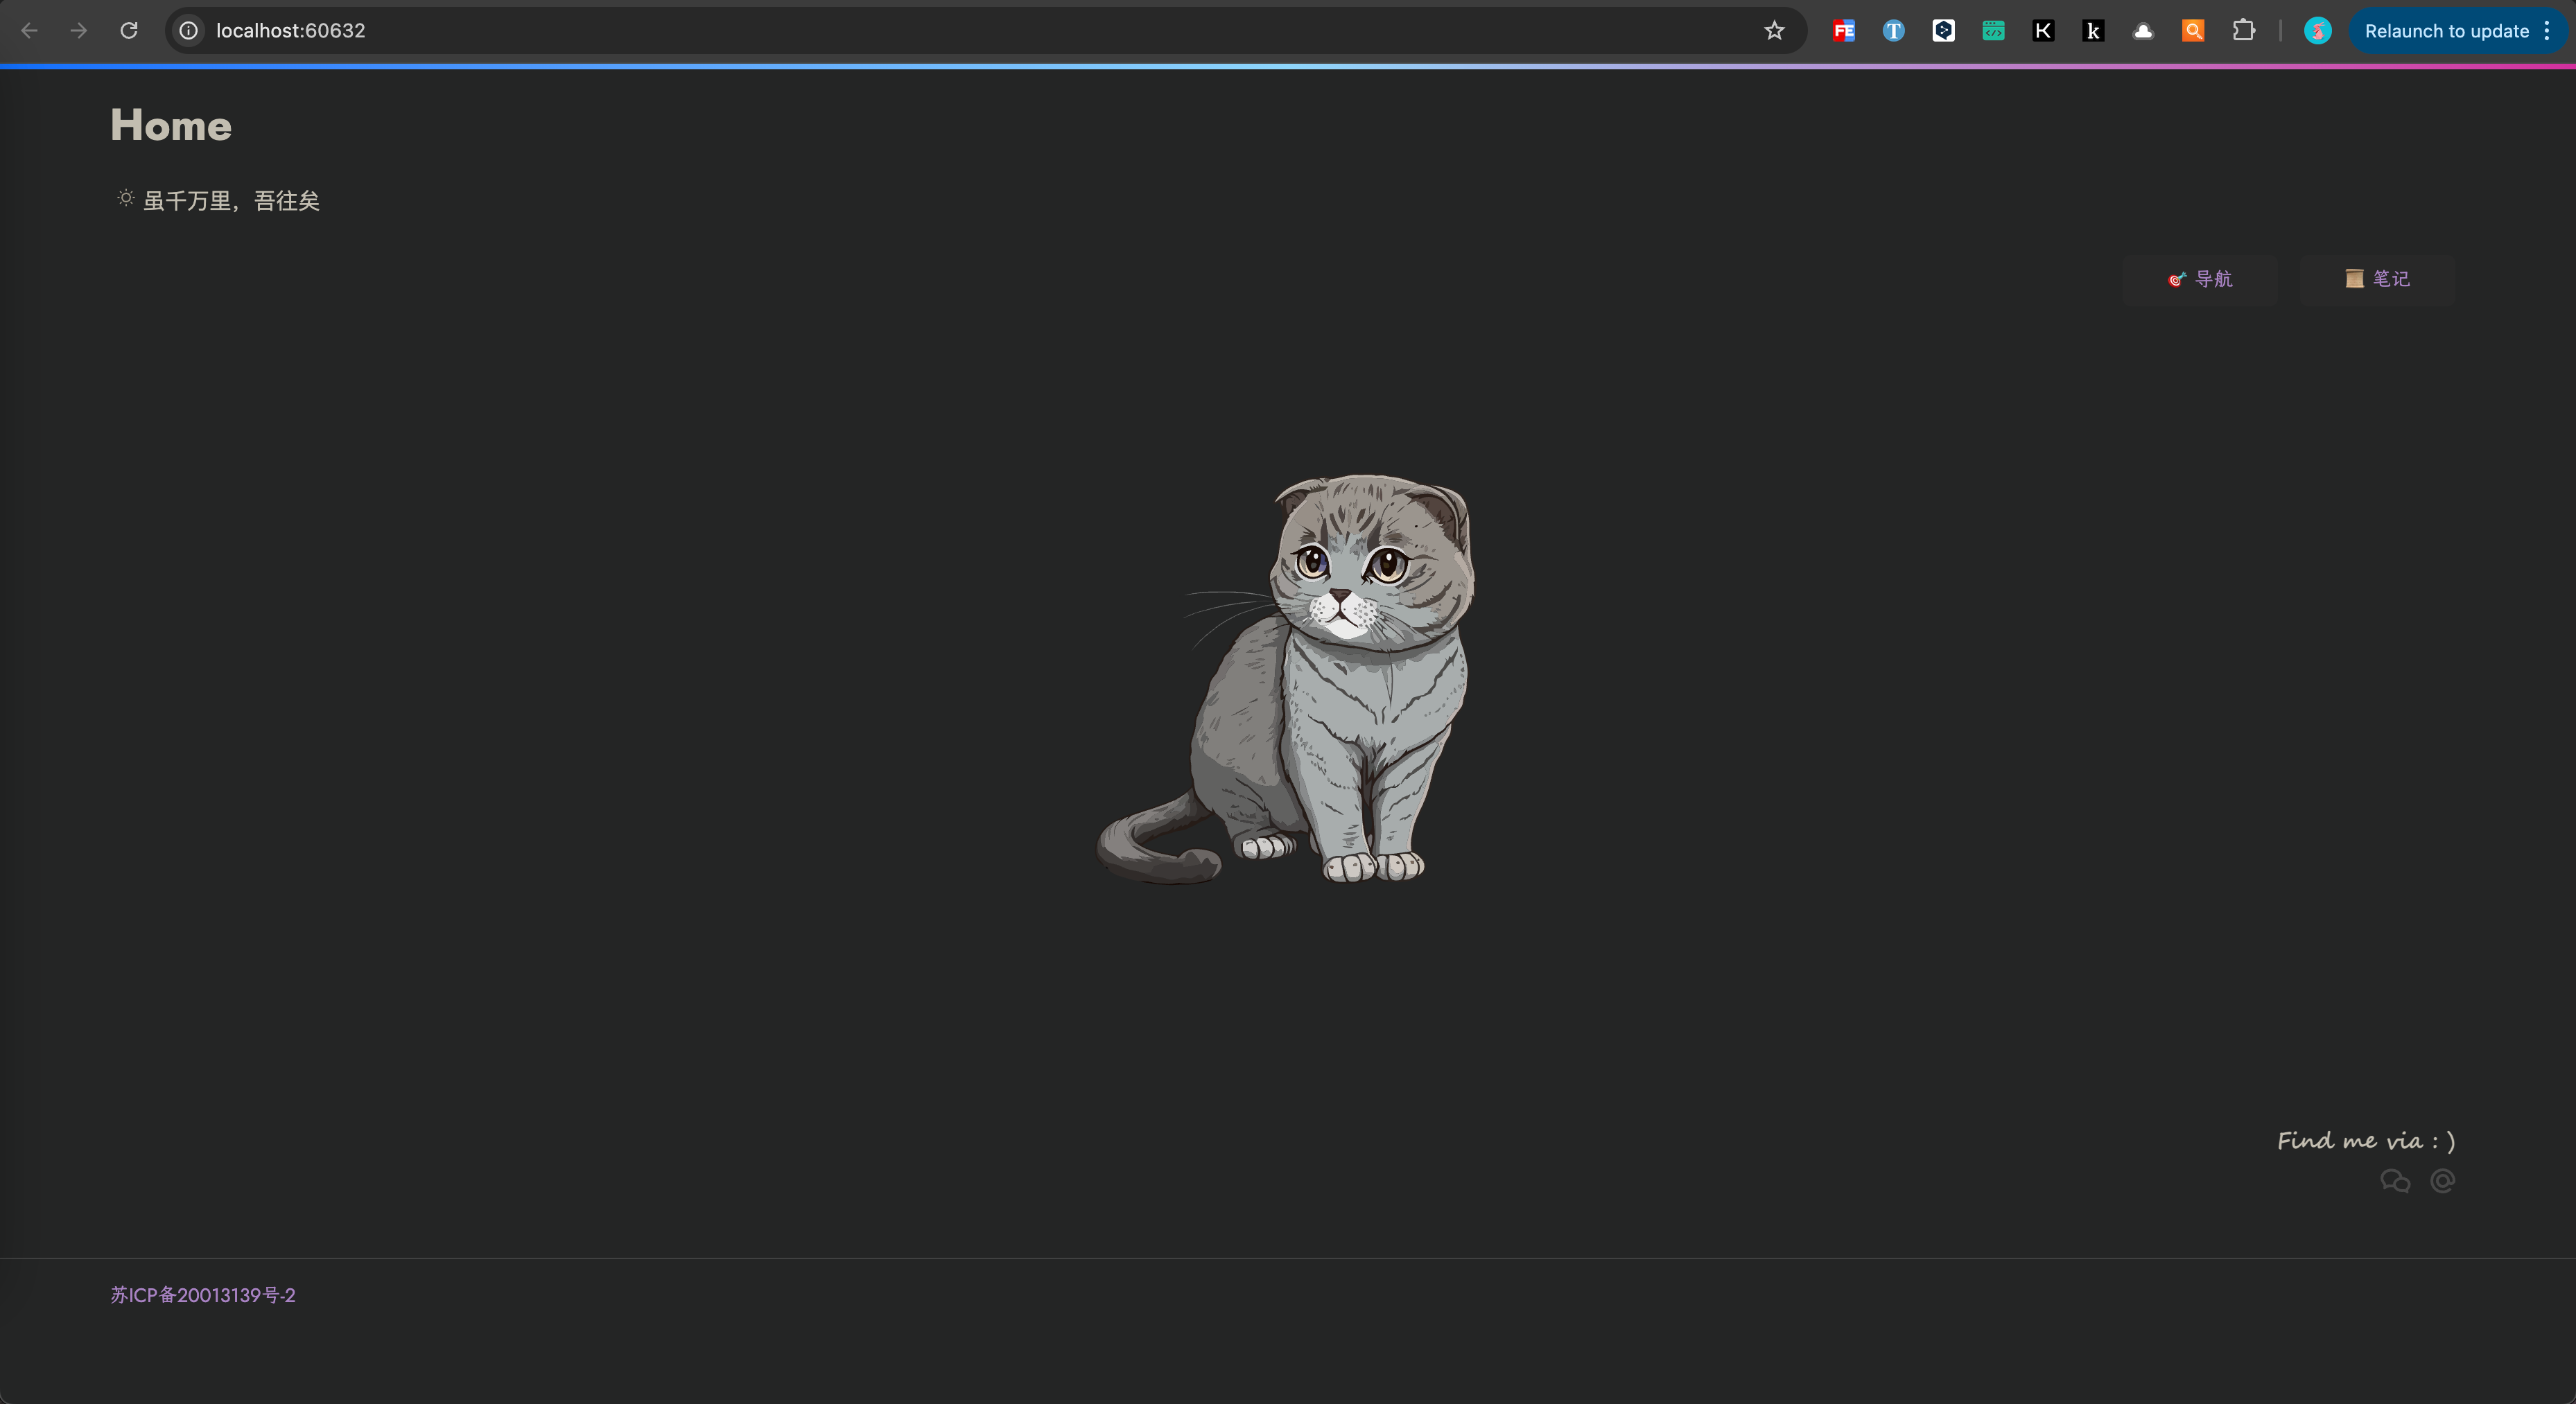 localhost:60632
Relaunch to update
Home
虽千万里，吾往矣
导航
笔记
Find me via : )
苏ICP备20013139号-2